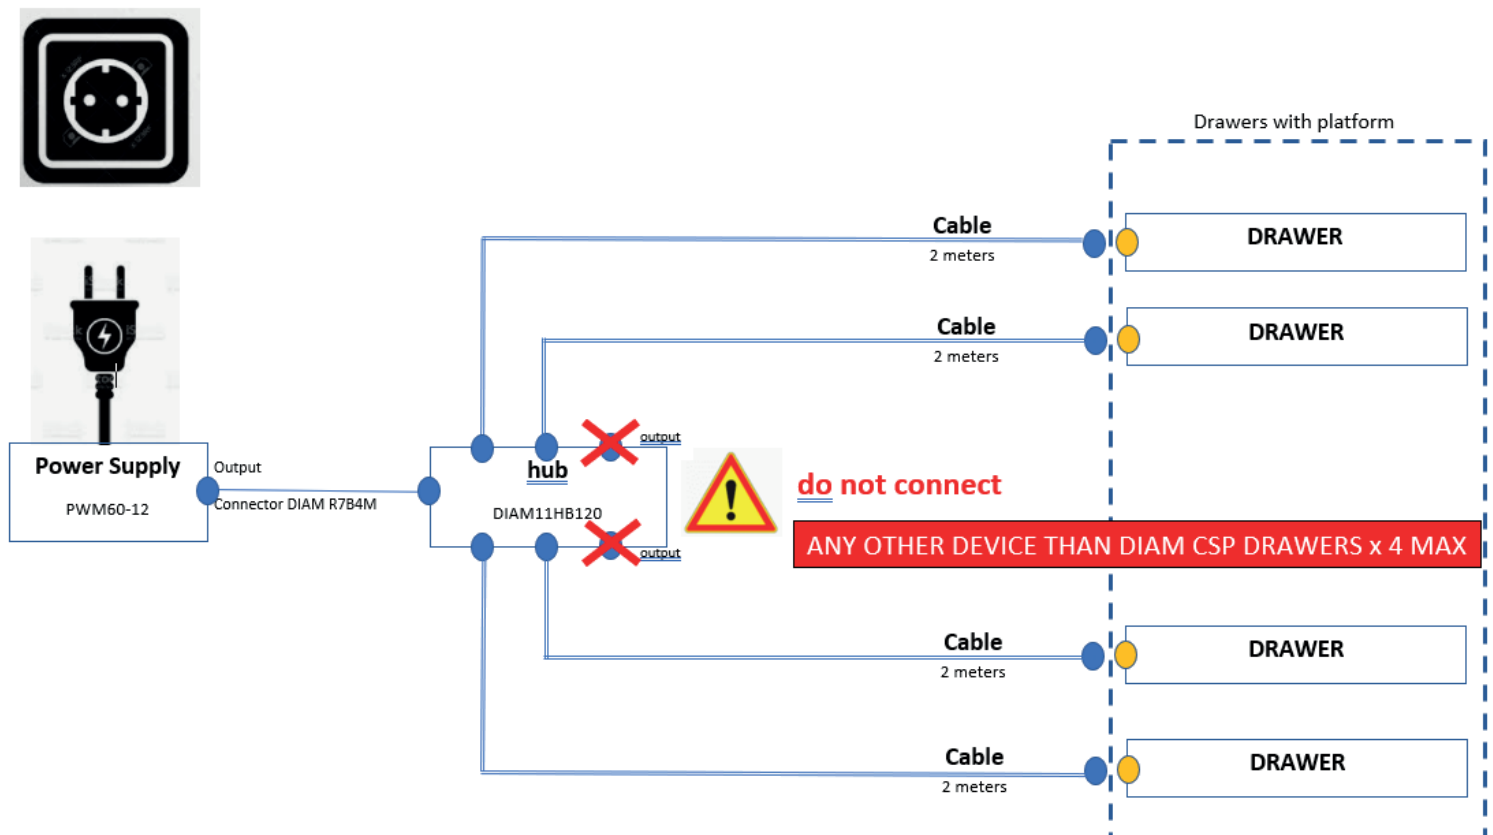 Drawers with platform
Cable
2 meters
DRAWER
Cable
2 meters
DRAWER
Power Supply
PWM60-12
Output
Connector DIAM R7B4M
output
hub
DIAM11HB120
output
do not connect
ANY OTHER DEVICE THAN DIAM CSP DRAWERS x 4 MAX
Cable
2 meters
DRAWER
Cable
2 meters
DRAWER